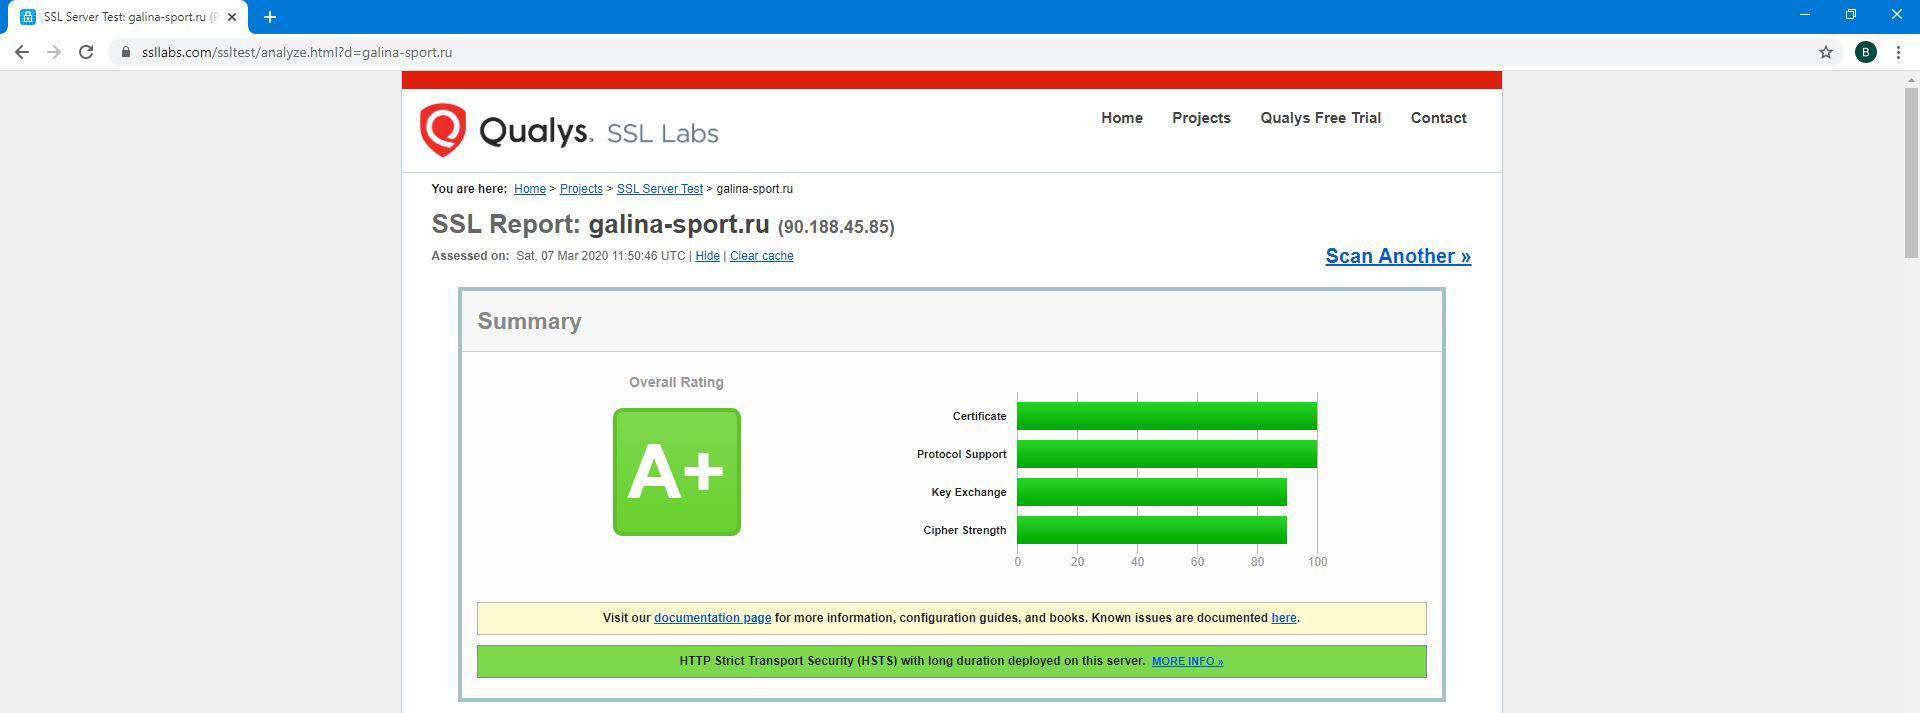 SSL Server Test: galina-sport.ru (
ssllabs.com/ssltest/analyze.html?d=galina-sport.ru
B
Qualys. SSL Labs
Home Projects Qualys Free Trial Contact
You are here: Home > Projects > SSL Server Test > galina-sport.ru
SSL Report: galina-sport.ru (90.188.45.85)
Assessed on: Sat, 07 Mar 2020 11:50:46 UTC | Hide | Clear cache
Scan Another »
Summary
Overall Rating
A+
Certificate
Protocol Support
Key Exchange
Cipher Strength
0 20 40 60 80 100
Visit our documentation page for more information, configuration guides, and books. Known issues are documented here.
HTTP Strict Transport Security (HSTS) with long duration deployed on this server. MORE INFO »